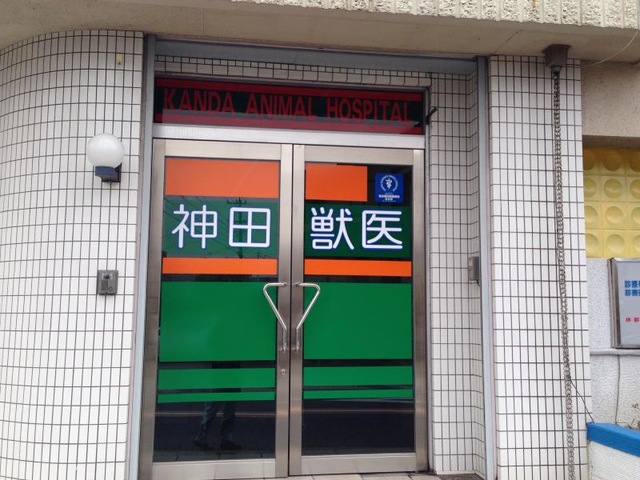 KANDA ANIMAL HOSPITAL
神田獣医